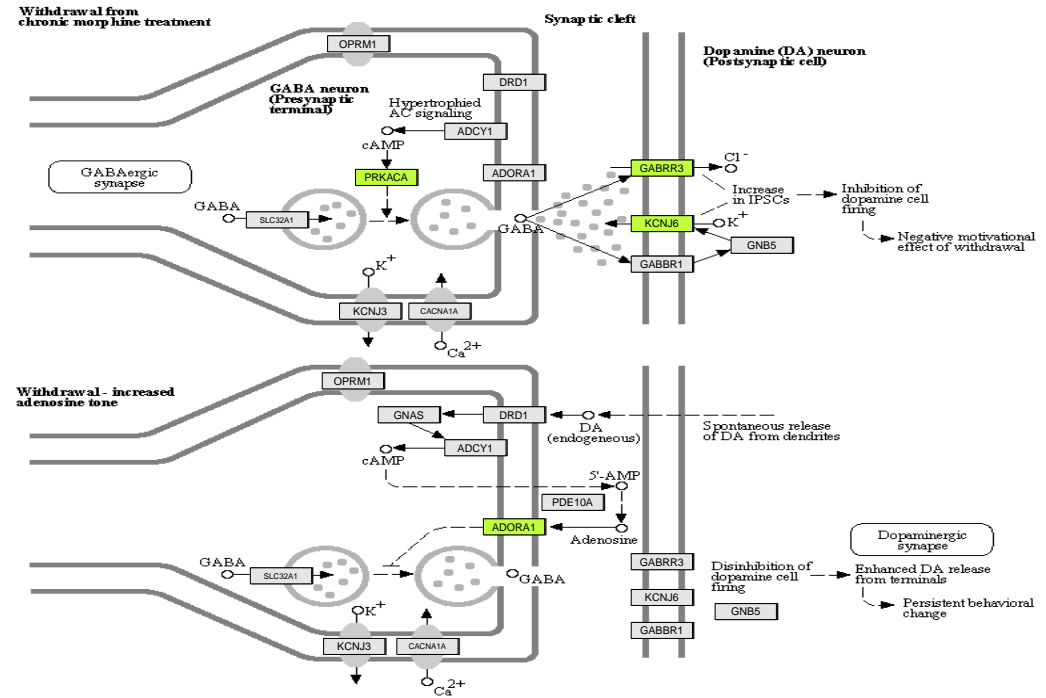 Withdrawal from
chronic morphine treatment
Synaptic cleft
OPRM1
Dopamine (DA) neuron
(Postsynaptic cell)
GABA neuron
(Presynaptic
terminal)
DRD1
Hypertrophied
AC signaling
ADCY1
cAMP
GABAergic
synapse
PRKACA
ADORA1
GABRR3
Cl-
Increase
in IPSCs
Inhibition of
dopamine cell
firing
GABA
SLC32A1
GABA
KCNJ6
K+
GNB5
Negative motivational
effect of withdrawal
GABBR1
K+
KCNJ3
CACNA1A
Ca2+
Withdrawal - increased
adenosine tone
OPRM1
GNAS
DRD1
DA
(endogeneous)
Spontaneous release
of DA from dendrites
ADCY1
cAMP
5'-AMP
PDE10A
ADORA1
Adenosine
Dopaminergic
synapse
GABA
SLC32A1
GABA
GABRR3
Disinhibition of
dopamine cell
firing
Enhanced DA release
from terminals
KCNJ6
GNB5
Persistent behavioral
change
GABBR1
K+
KCNJ3
CACNA1A
Ca2+